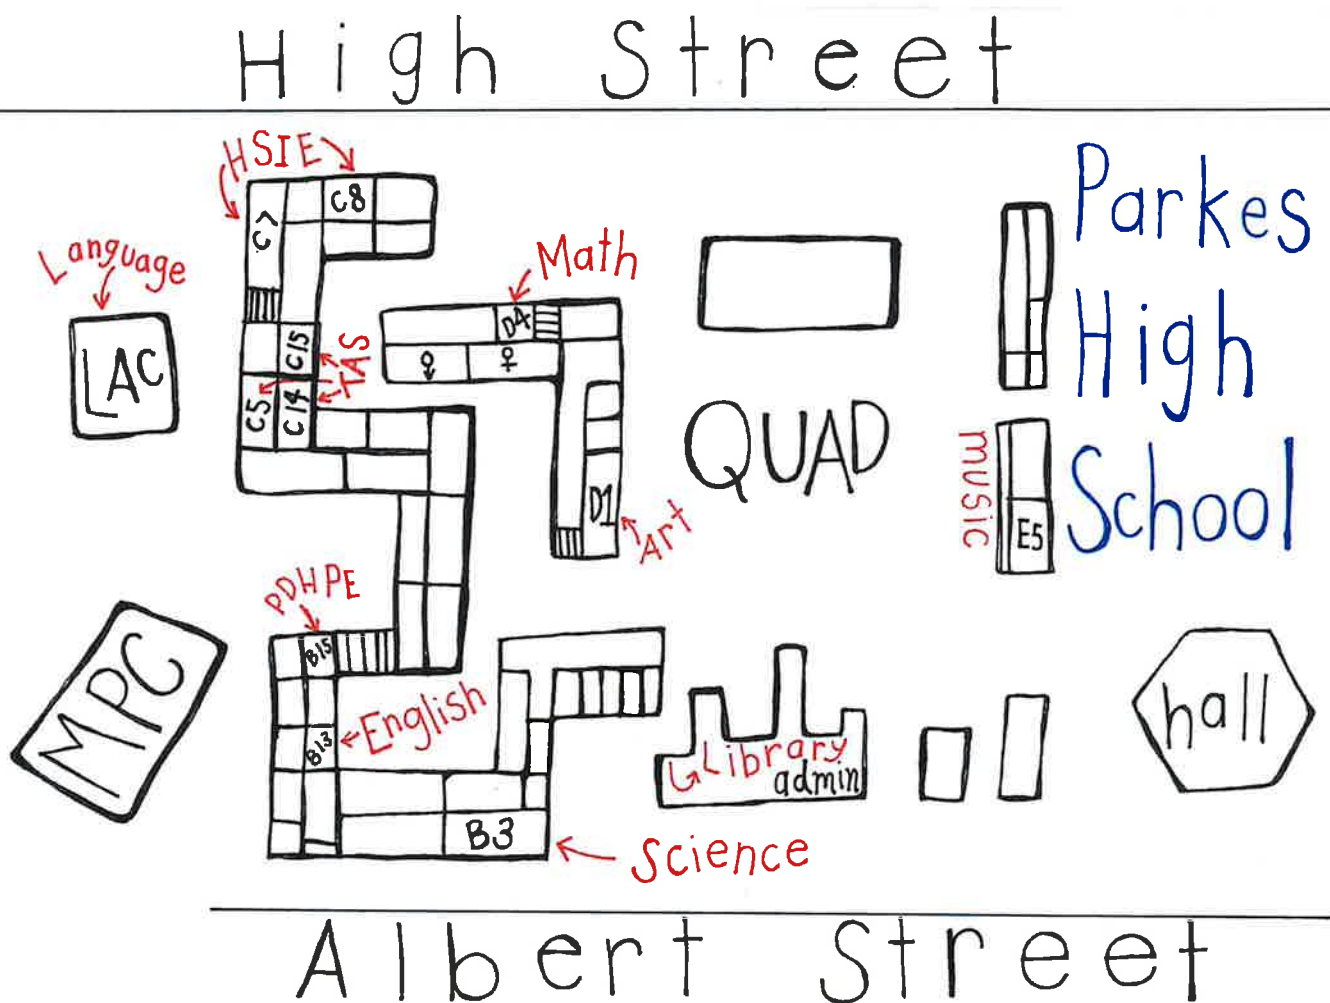 High Street
HSIE
C8
C7
Parkes
High
School
Language
LAC
Math
D4
C15
TAS
C5
C14
QUAD
D1
Art
music
E5
PDHPE
B15
MPC
English
B13
Library
admin
hall
B3
Science
Albert Street